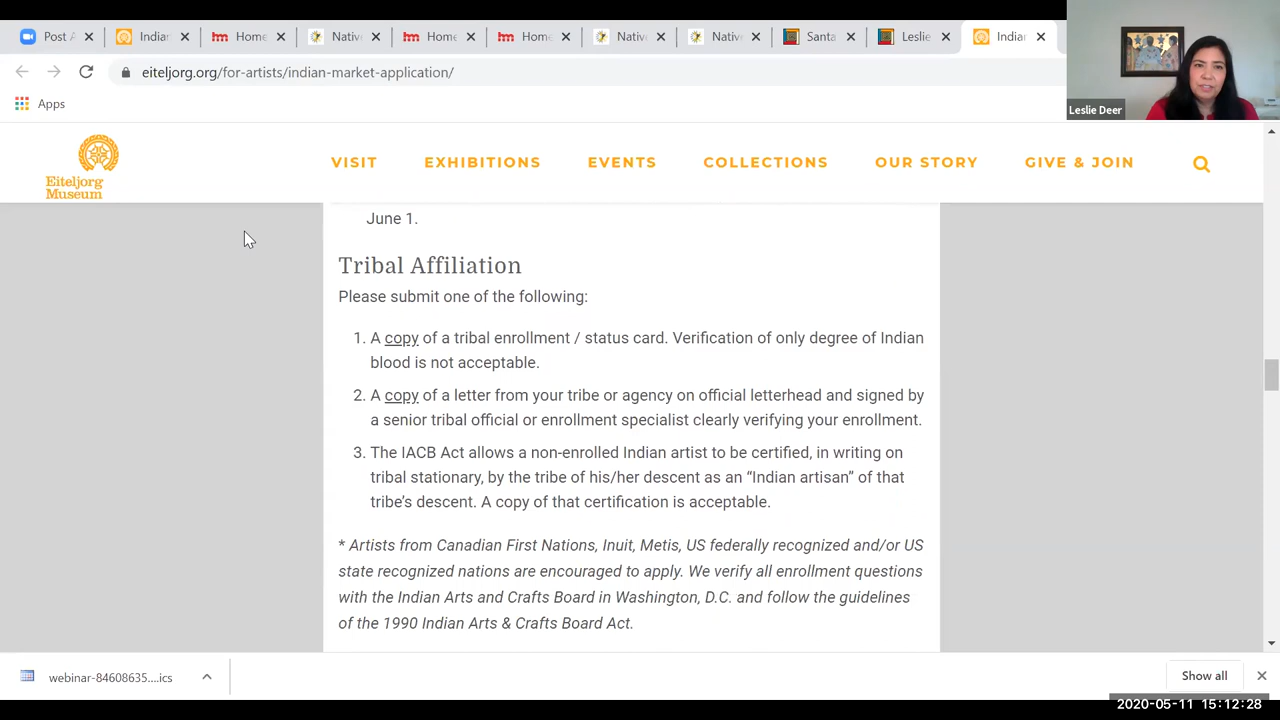 Post A
Indian
Home
Nativ
Home
Home
Nativ
Nativ
Santa
Leslie
Indian
eiteljorg.org/for-artists/indian-market-application/
Apps
Leslie Deer
Eiteljorg
Museum
VISIT
EXHIBITIONS
EVENTS
COLLECTIONS
OUR STORY
GIVE & JOIN
June 1.
Tribal Affiliation
Please submit one of the following:
1. A copy of a tribal enrollment / status card. Verification of only degree of Indian
blood is not acceptable.
2. A copy of a letter from your tribe or agency on official letterhead and signed by
a senior tribal official or enrollment specialist clearly verifying your enrollment.
3. The IACB Act allows a non-enrolled Indian artist to be certified, in writing on
tribal stationary, by the tribe of his/her descent as an “Indian artisan” of that
tribe’s descent. A copy of that certification is acceptable.
* Artists from Canadian First Nations, Inuit, Metis, US federally recognized and/or US
state recognized nations are encouraged to apply. We verify all enrollment questions
with the Indian Arts and Crafts Board in Washington, D.C. and follow the guidelines
of the 1990 Indian Arts & Crafts Board Act.
webinar-84608635....ics
Show all
2020-05-11 15:12:28